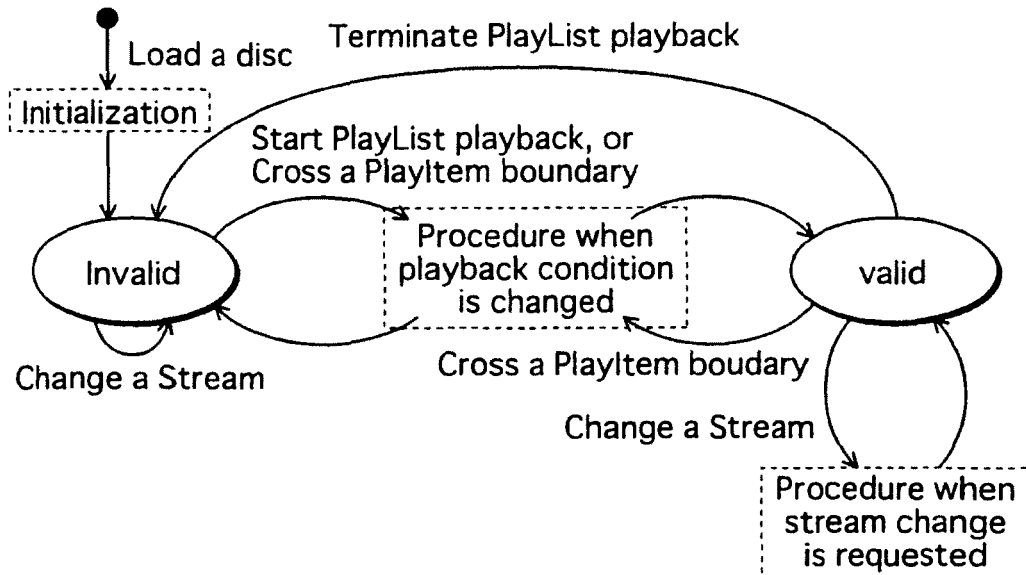 Load a disc
Terminate PlayList playback
Initialization
Start PlayList playback, or
Cross a PlayItem boundary
Invalid
Procedure when
playback condition
is changed
valid
Change a Stream
Cross a PlayItem boudary
Change a Stream
Procedure when
stream change
is requested